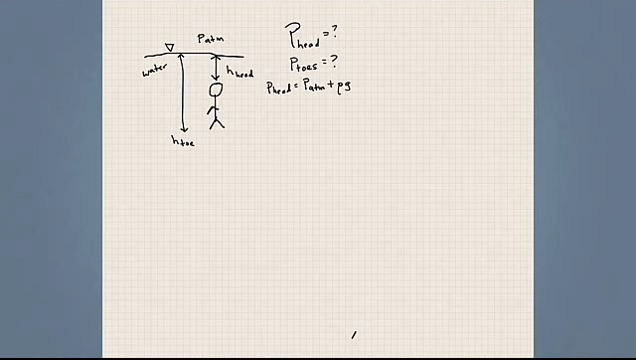 Patm
water
hhead
htoe
Phead = ?
Ptoes = ?
Phead = Patm + ρg